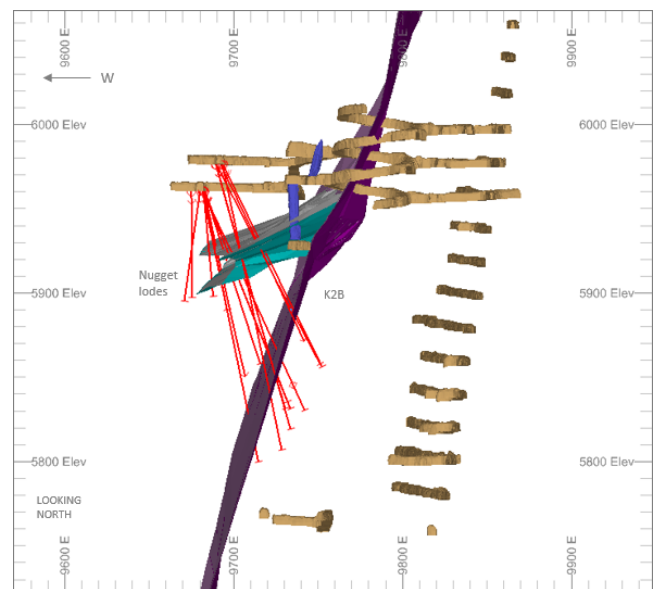 9600 E
9700 E
9800 E
9900 E
W
6000 Elev
6000 Elev
Nugget
lodes
K2B
5900 Elev
5900 Elev
5800 Elev
5800 Elev
LOOKING
NORTH
9600 E
9700 E
9800 E
9900 E